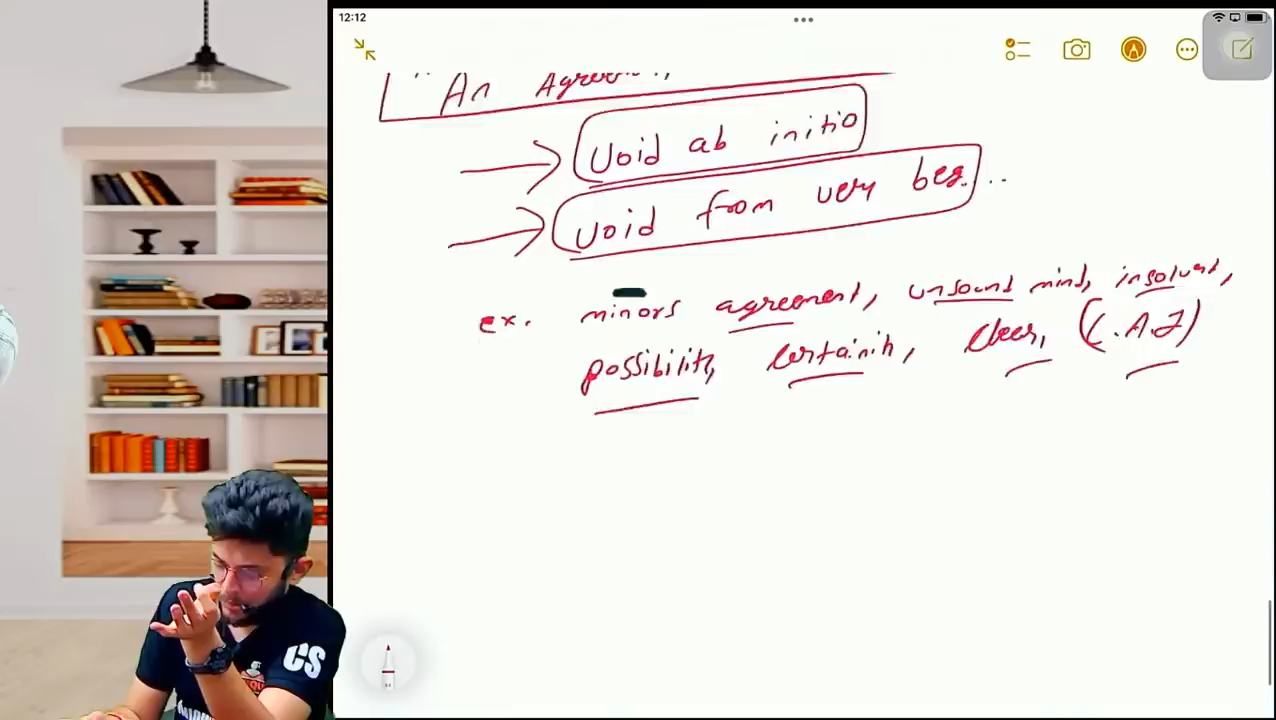 12:12
" An Agreem
void ab initio
void from very beg. ..
ex. minors agreement, unsound mind, insolvent,
possibility, certainity, clear, (C.A.J)
CS